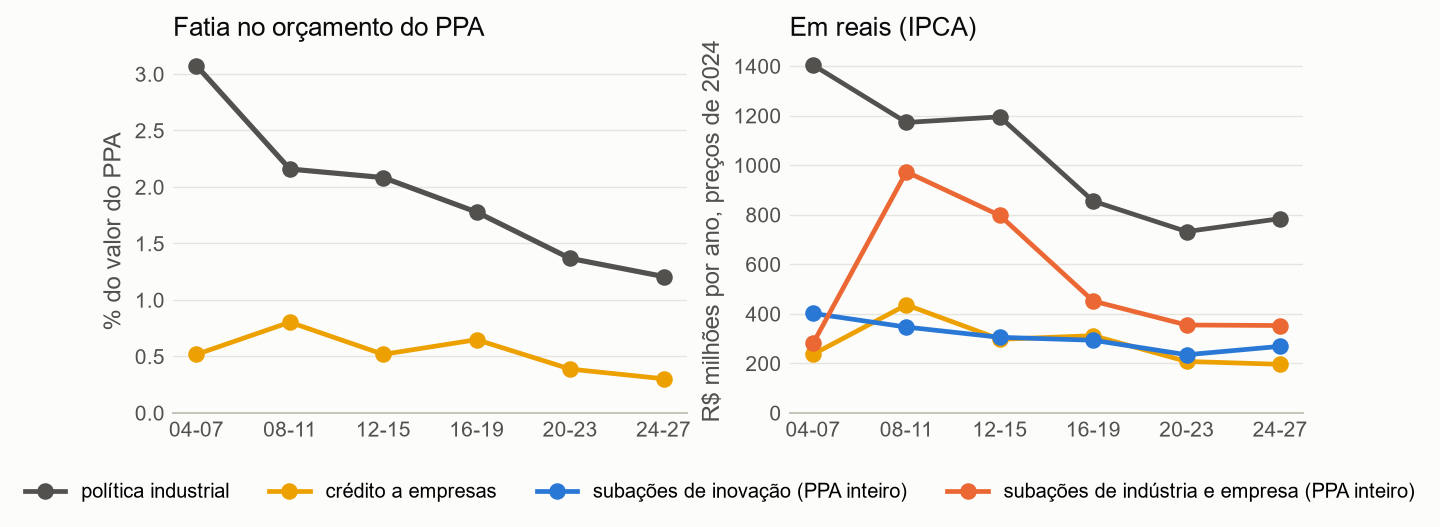 Fatia no orçamento do PPA
% do valor do PPA
3.0
2.5
2.0
1.5
1.0
0.5
0.0
04-07 08-11 12-15 16-19 20-23 24-27
Em reais (IPCA)
R$ milhões por ano, preços de 2024
1400
1200
1000
800
600
400
200
0
04-07 08-11 12-15 16-19 20-23 24-27
política industrial crédito a empresas subações de inovação (PPA inteiro) subações de indústria e empresa (PPA inteiro)